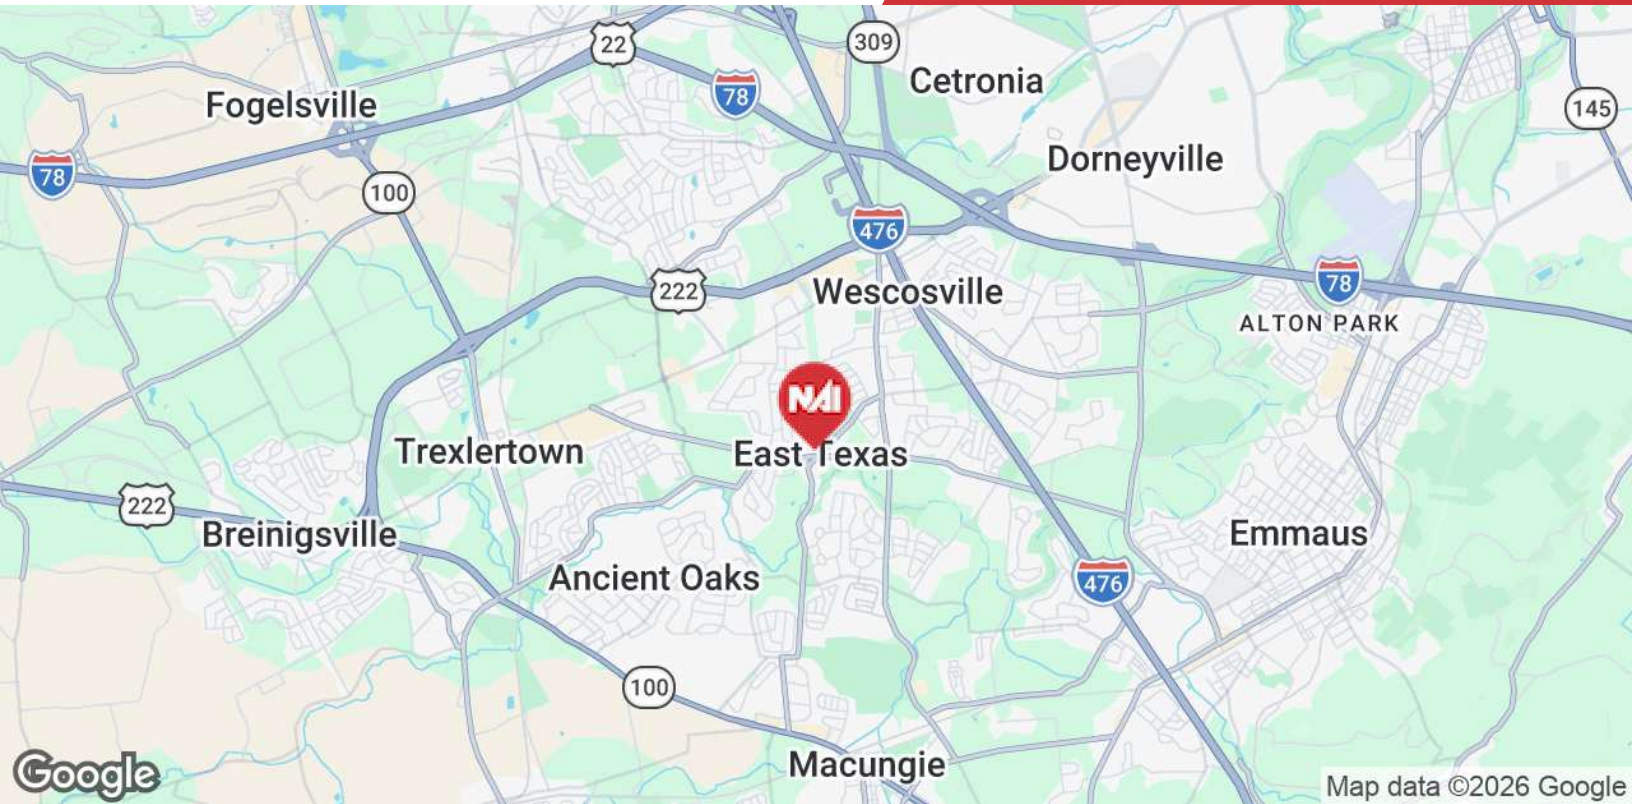 22
309
Cetronia
78
Fogelsville
145
Dorneyville
78
100
476
222
Wescosville
78
ALTON PARK
NAI
Trexlertown
East Texas
222
Breinigsville
Emmaus
Ancient Oaks
476
100
Macungie
Google
Map data ©2026 Google